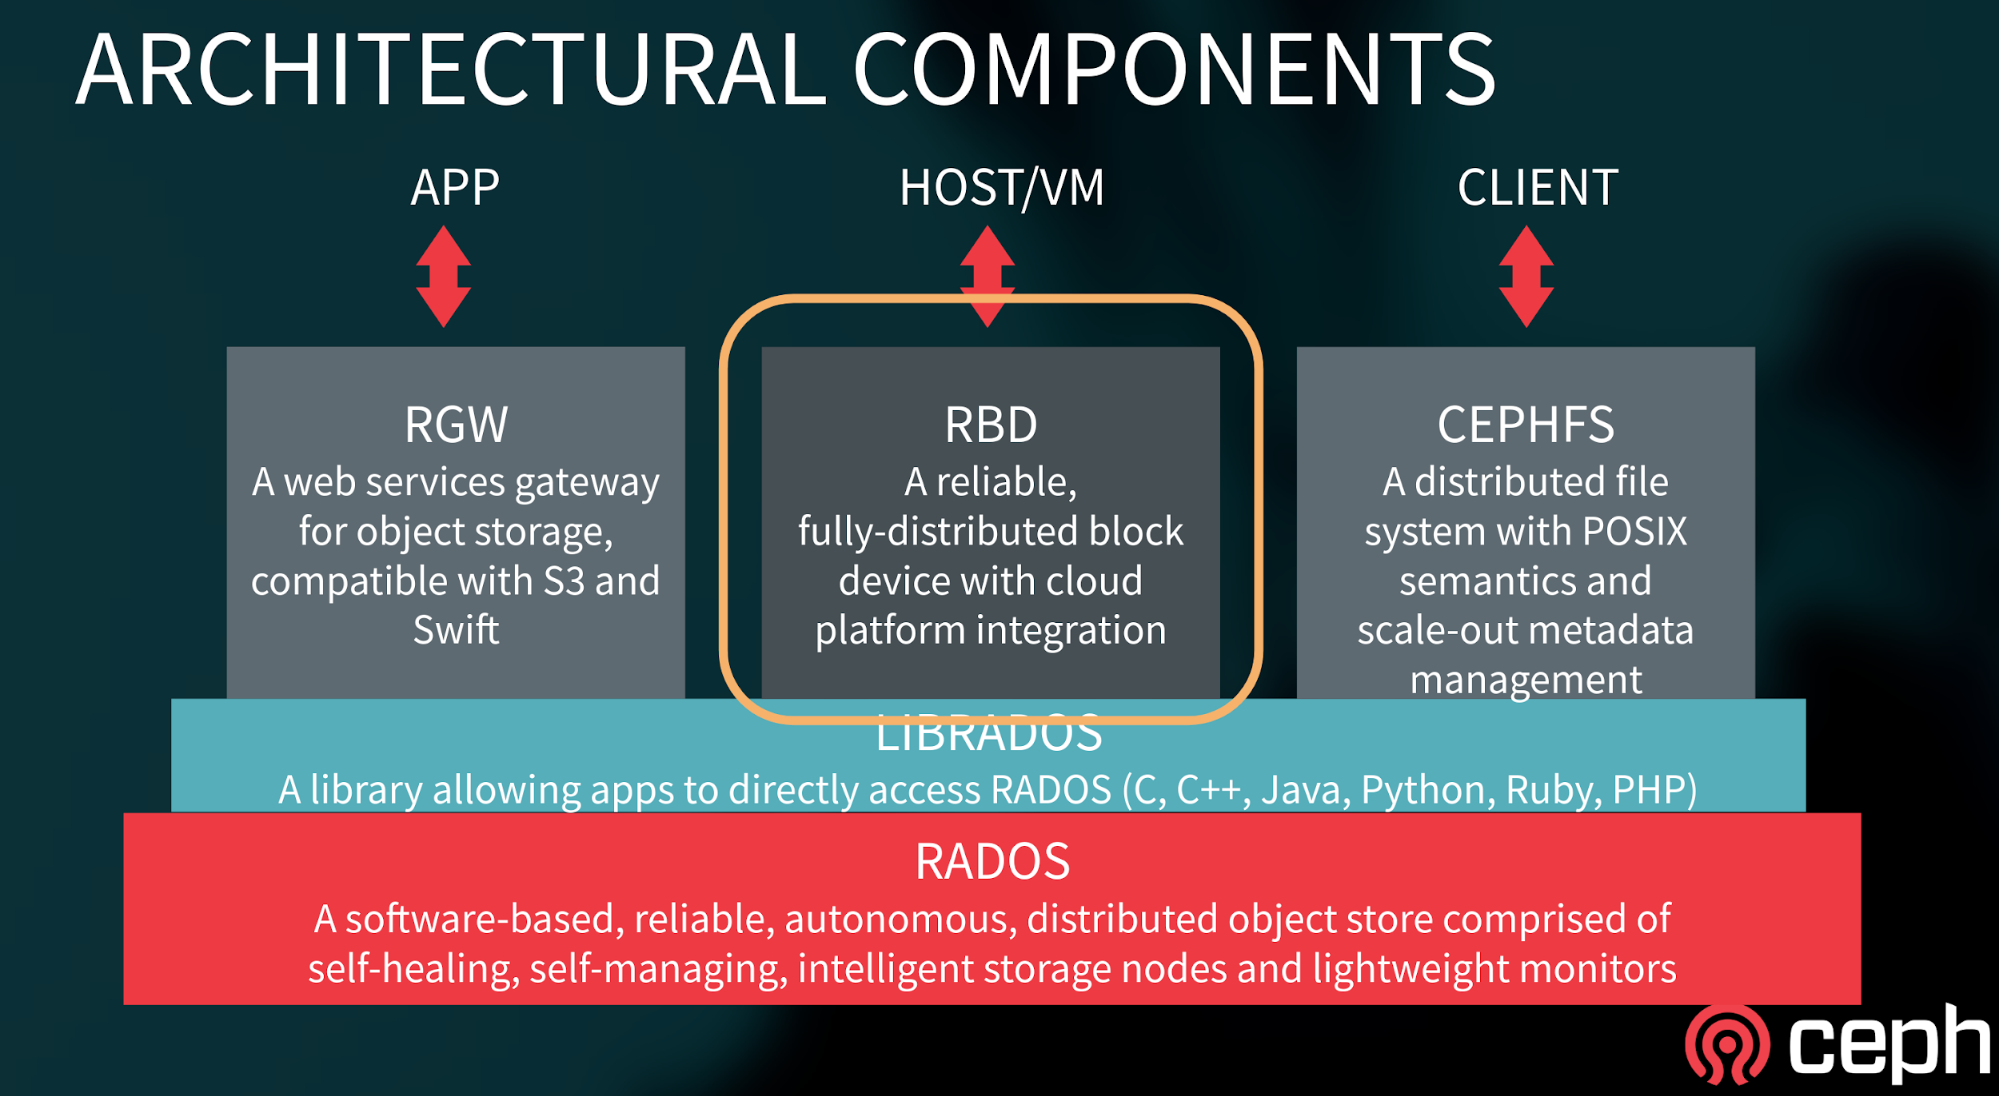 ARCHITECTURAL COMPONENTS
APP
HOST/VM
CLIENT
RGW
A web services gateway
for object storage,
compatible with S3 and
Swift
RBD
A reliable,
fully-distributed block
device with cloud
platform integration
CEPHFS
A distributed file
system with POSIX
semantics and
scale-out metadata
management
LIBRADOS
A library allowing apps to directly access RADOS (C, C++, Java, Python, Ruby, PHP)
RADOS
A software-based, reliable, autonomous, distributed object store comprised of
self-healing, self-managing, intelligent storage nodes and lightweight monitors
ceph